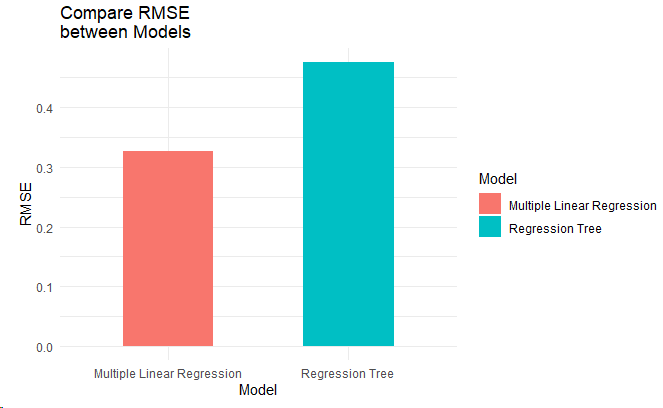 Compare RMSE
between Models
0.4
0.3
0.2
0.1
0.0
RMSE
Multiple Linear Regression
Regression Tree
Model
Model
Multiple Linear Regression
Regression Tree